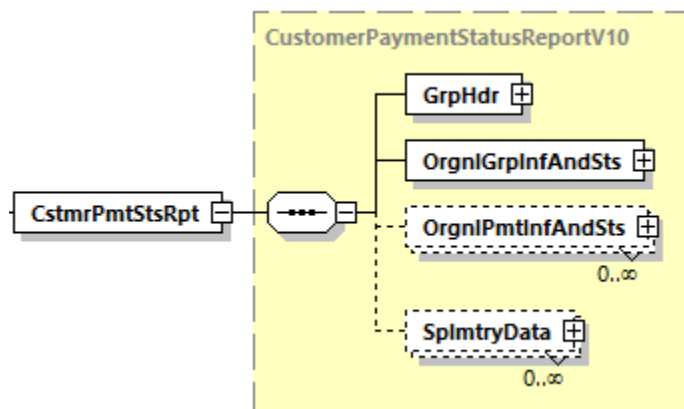 CustomerPaymentStatusReportV10
GrpHdr
OrgnlGrpInfAndSts
CstmrPmtStsRpt
OrgnlPmtInfAndSts
0..∞
SplmtryData
0..∞